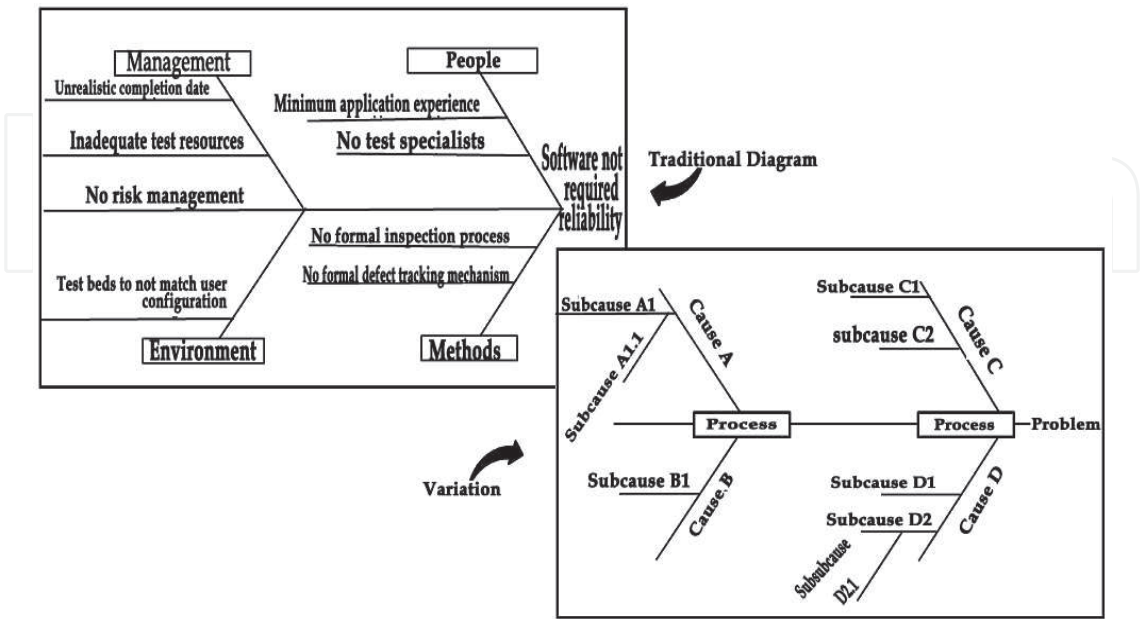 Management
Unrealistic completion date
Inadequate test resources
No risk management
Test beds to not match user
configuration
Environment
People
Minimum application experience
No test specialists
Software not
required
reliability
No formal inspection process
No formal defect tracking mechanism
Methods
Traditional Diagram
Variation
Subcause A1
Subcause A1.1
Cause A
Subcause C1
subcause C2
Cause C
Process
Process
Problem
Subcause B1
Cause B
Subcause D1
Subcause D2
Subsubcause
D2.1
Cause D